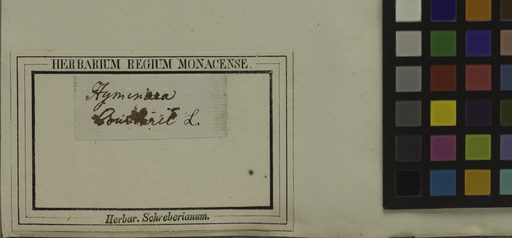 HERBARIUM REGIUM MONACENSE.
Hymenaea
Courbaril L.
Herbar. Schreberianum.